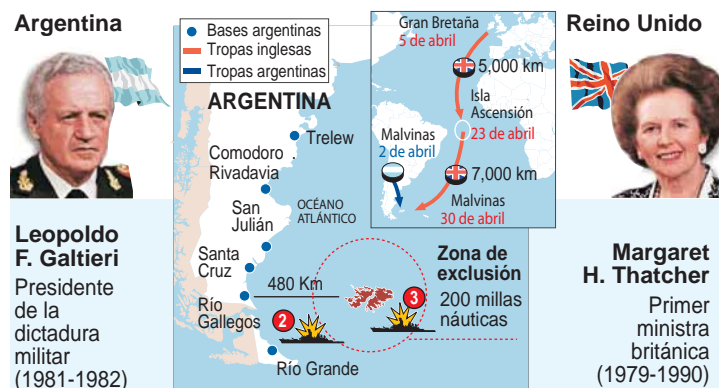 Argentina
Leopoldo
F. Galtieri
Presidente
de la
dictadura
militar
(1981-1982)
Bases argentinas
Tropas inglesas
Tropas argentinas
ARGENTINA
Trelew
Comodoro
Rivadavia
San
Julián
OCÉANO
ATLÁNTICO
Santa
Cruz
480 Km
Río
Gallegos
2
Río Grande
3
Zona de
exclusión
200 millas
náuticas
Gran Bretaña
5 de abril
5,000 km
Isla
Ascensión
23 de abril
Malvinas
2 de abril
7,000 km
Malvinas
30 de abril
Reino Unido
Margaret
H. Thatcher
Primer
ministra
británica
(1979-1990)